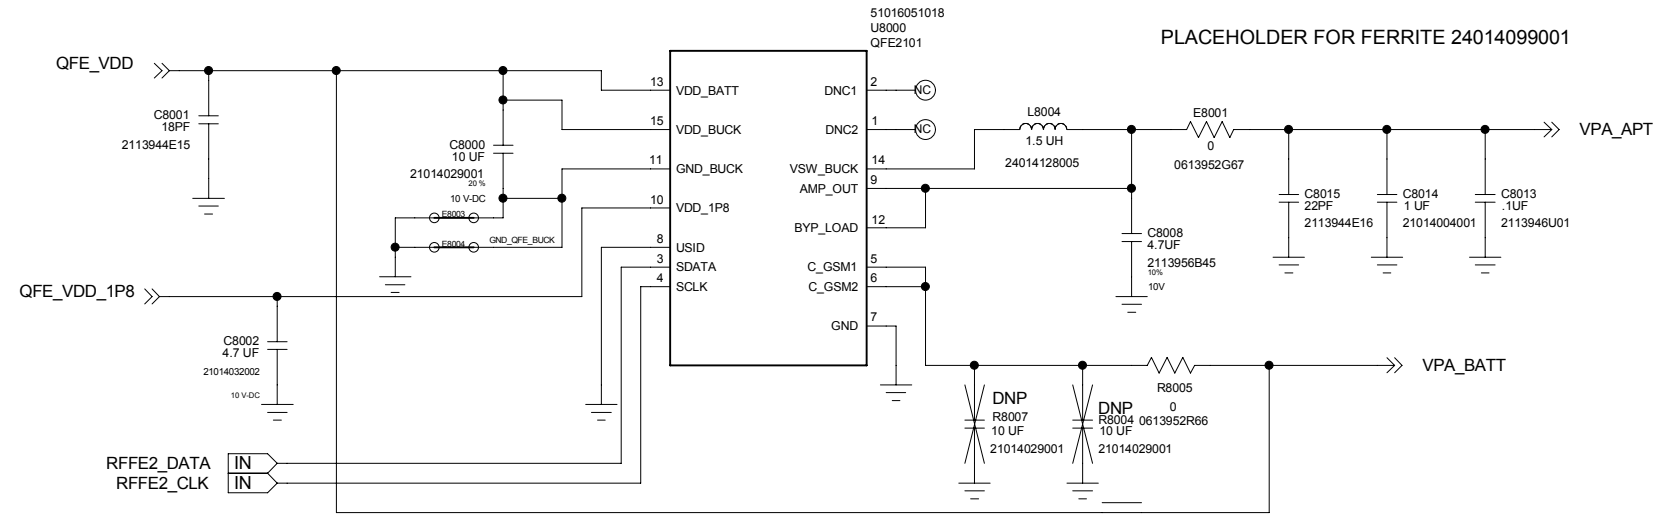 51016051018
U8000
QFE2101
PLACEHOLDER FOR FERRITE 24014099001
QFE_VDD
C8001
18PF
2113944E15
C8000
10 UF
21014029001
20 %
10 V-DC
E8003
E8004
GND_QFE_BUCK
QFE_VDD_1P8
C8002
4.7 UF
21014032002
10 V-DC
RFFE2_DATA
IN
RFFE2_CLK
IN
13
VDD_BATT
15
VDD_BUCK
11
GND_BUCK
10
VDD_1P8
8
USID
3
SDATA
4
SCLK
DNC1
2
NC
DNC2
1
NC
VSW_BUCK
14
AMP_OUT
9
BYP_LOAD
12
C_GSM1
5
C_GSM2
6
GND
7
L8004
1.5 UH
24014128005
E8001
0
0613952G67
VPA_APT
C8015
22PF
2113944E16
C8014
1 UF
21014004001
C8013
.1UF
2113946U01
C8008
4.7UF
2113956B45
10%
10V
VPA_BATT
R8005
0
0613952R66
DNP
R8007
10 UF
21014029001
DNP
R8004
10 UF
21014029001